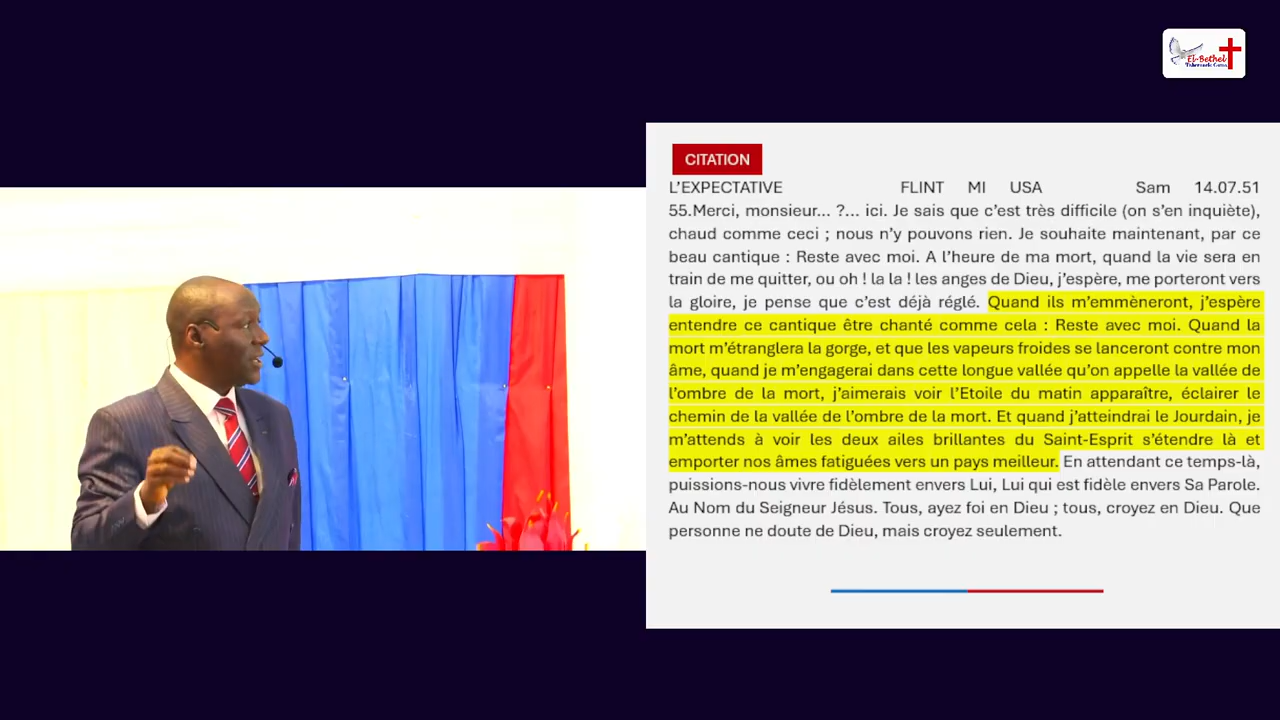 El-Bethel
CITATION
L’EXPECTATIVE FLINT MI USA Sam 14.07.51
55.Merci, monsieur... ?... ici. Je sais que c’est très difficile (on s’en inquiète),
chaud comme ceci ; nous n’y pouvons rien. Je souhaite maintenant, par ce
beau cantique : Reste avec moi. A l’heure de ma mort, quand la vie sera en
train de me quitter, ou oh ! la la ! les anges de Dieu, j’espère, me porteront vers
la gloire, je pense que c’est déjà réglé. Quand ils m’emmèneront, j’espère
entendre ce cantique être chanté comme cela : Reste avec moi. Quand la
mort m’étranglera la gorge, et que les vapeurs froides se lanceront contre mon
âme, quand je m’engagerai dans cette longue vallée qu’on appelle la vallée de
l’ombre de la mort, j’aimerais voir l’Etoile du matin apparaître, éclairer le
chemin de la vallée de l’ombre de la mort. Et quand j’atteindrai le Jourdain, je
m’attends à voir les deux ailes brillantes du Saint-Esprit s’étendre là et
emporter nos âmes fatiguées vers un pays meilleur. En attendant ce temps-là,
puissions-nous vivre fidèlement envers Lui, Lui qui est fidèle envers Sa Parole.
Au Nom du Seigneur Jésus. Tous, ayez foi en Dieu ; tous, croyez en Dieu. Que
personne ne doute de Dieu, mais croyez seulement.